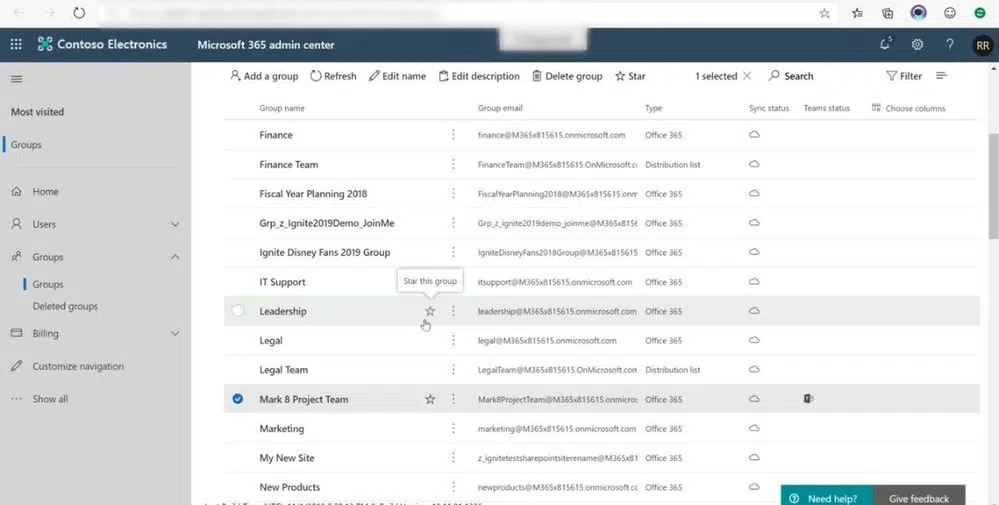 Contoso Electronics Microsoft 365 admin center 5 ? RR
Add a group Refresh Edit name Edit description Delete group Star 1 selected Search Filter
Most visited
Groups
Home
Users
Groups
Groups
Deleted groups
Billing
Customize navigation
Show all
Group name Group email Type Sync status Teams status Choose columns
Finance finance@M365x815615.onmicrosoft.com Office 365
Finance Team FinanceTeam@M365x815615.OnMicrosoft.cc Distribution list
Fiscal Year Planning 2018 FiscalYearPlanning2018@M365x815615.onm Office 365
Grp_z_Ignite2019Demo_JoinMe Grp_z_ignite2019demo_joinme@M365x815 Office 365
Ignite Disney Fans 2019 Group IgniteDisneyFans2018Group@M365x815615. Office 365
IT Support itsupport@M365x815615.onmicrosoft.com Office 365
Star this group
Leadership leadership@M365x815615.onmicrosoft.com Office 365
Legal legal@M365x815615.onmicrosoft.com Office 365
Legal Team LegalTeam@M365x815615.OnMicrosoft.com Distribution list
Mark 8 Project Team Mark8ProjectTeam@M365x815615.onmicros Office 365
Marketing marketing@M365x815615.onmicrosoft.com Office 365
My New Site z_ignitetestsharepointsiterename@M365x81 Office 365
New Products newproducts@M365x815615.onmicrosoft.c Office 365
? Need help? Give feedback